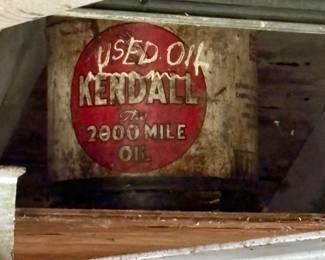 USED OIL
KENDALL
The
2000 MILE
OIL